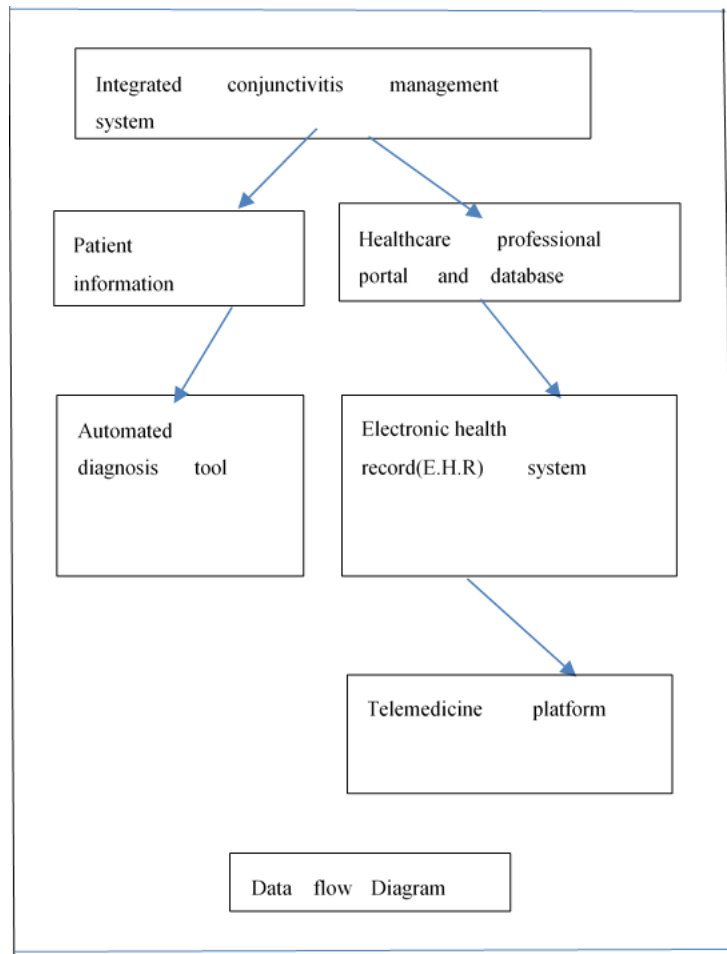 Integrated conjunctivitis management
system
Patient
information
Healthcare professional
portal and database
Automated
diagnosis tool
Electronic health
record(E.H.R) system
Telemedicine platform
Data flow Diagram